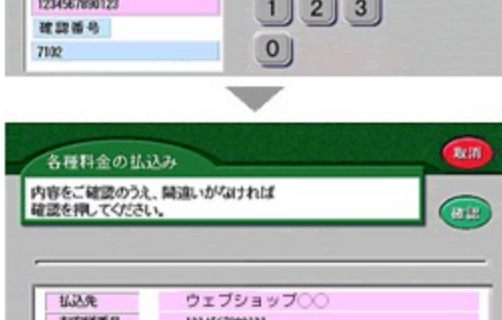 1234567890123
1 2 3
確認番号
7102
0
取消
各種料金の払込み
内容をご確認のうえ、間違いがなければ
確認を押してください。
確認
払込先 ウェブショップ○○